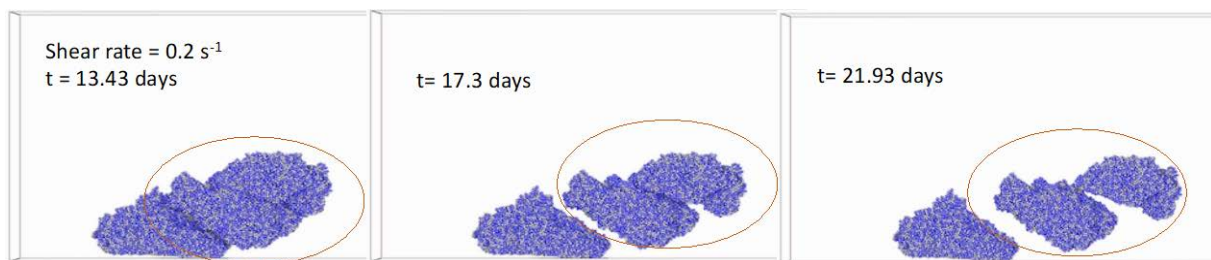 Shear rate = 0.2 s⁻¹
t = 13.43 days
t= 17.3 days
t= 21.93 days